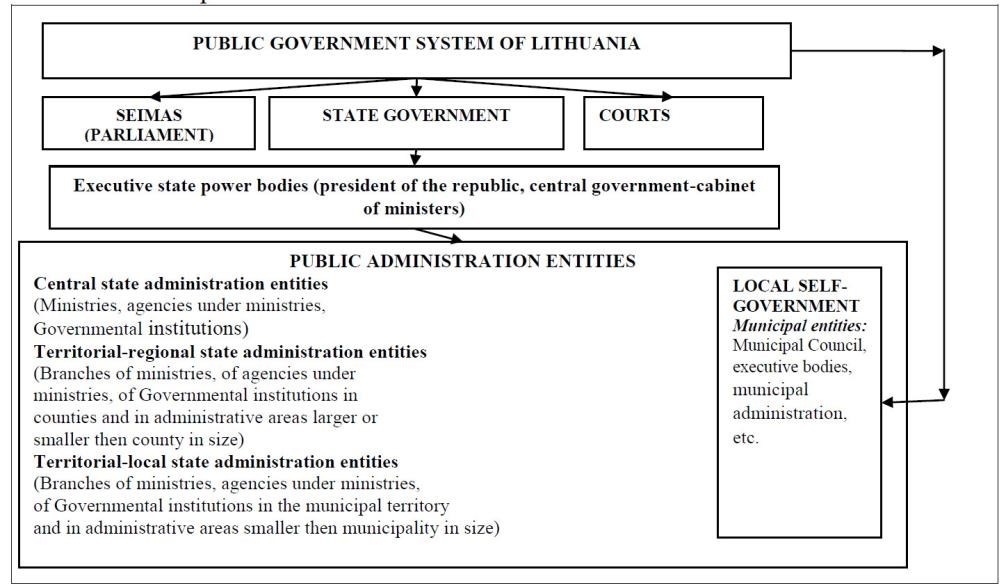 PUBLIC GOVERNMENT SYSTEM OF LITHUANIA
SEIMAS
(PARLIAMENT)
STATE GOVERNMENT
COURTS
Executive state power bodies (president of the republic, central government-cabinet
of ministers)
PUBLIC ADMINISTRATION ENTITIES
Central state administration entities
(Ministries, agencies under ministries,
Governmental institutions)
Territorial-regional state administration entities
(Branches of ministries, of agencies under
ministries, of Governmental institutions in
counties and in administrative areas larger or
smaller then county in size)
Territorial-local state administration entities
(Branches of ministries, agencies under ministries,
of Governmental institutions in the municipal territory
and in administrative areas smaller then municipality in size)
LOCAL SELF-
GOVERNMENT
Municipal entities:
Municipal Council,
executive bodies,
municipal
administration,
etc.